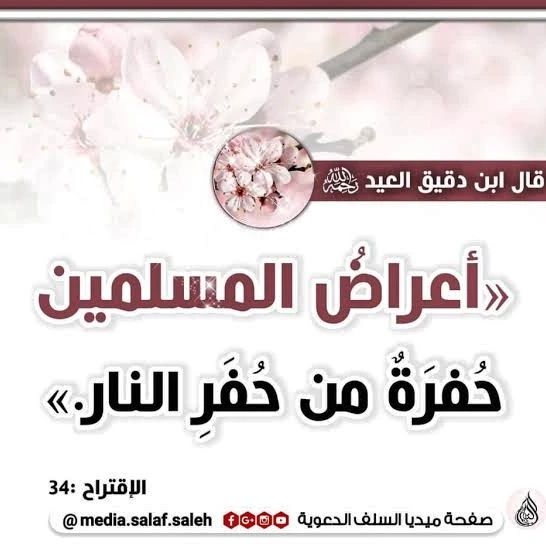 قال ابن دقيق العيد رحمه الله
«أعراضُ المسلمين
حُفرَةٌ من حُفَرِ النار.»
الإقتراح :34
صفحة ميديا السلف الدعوية @media.salaf.saleh